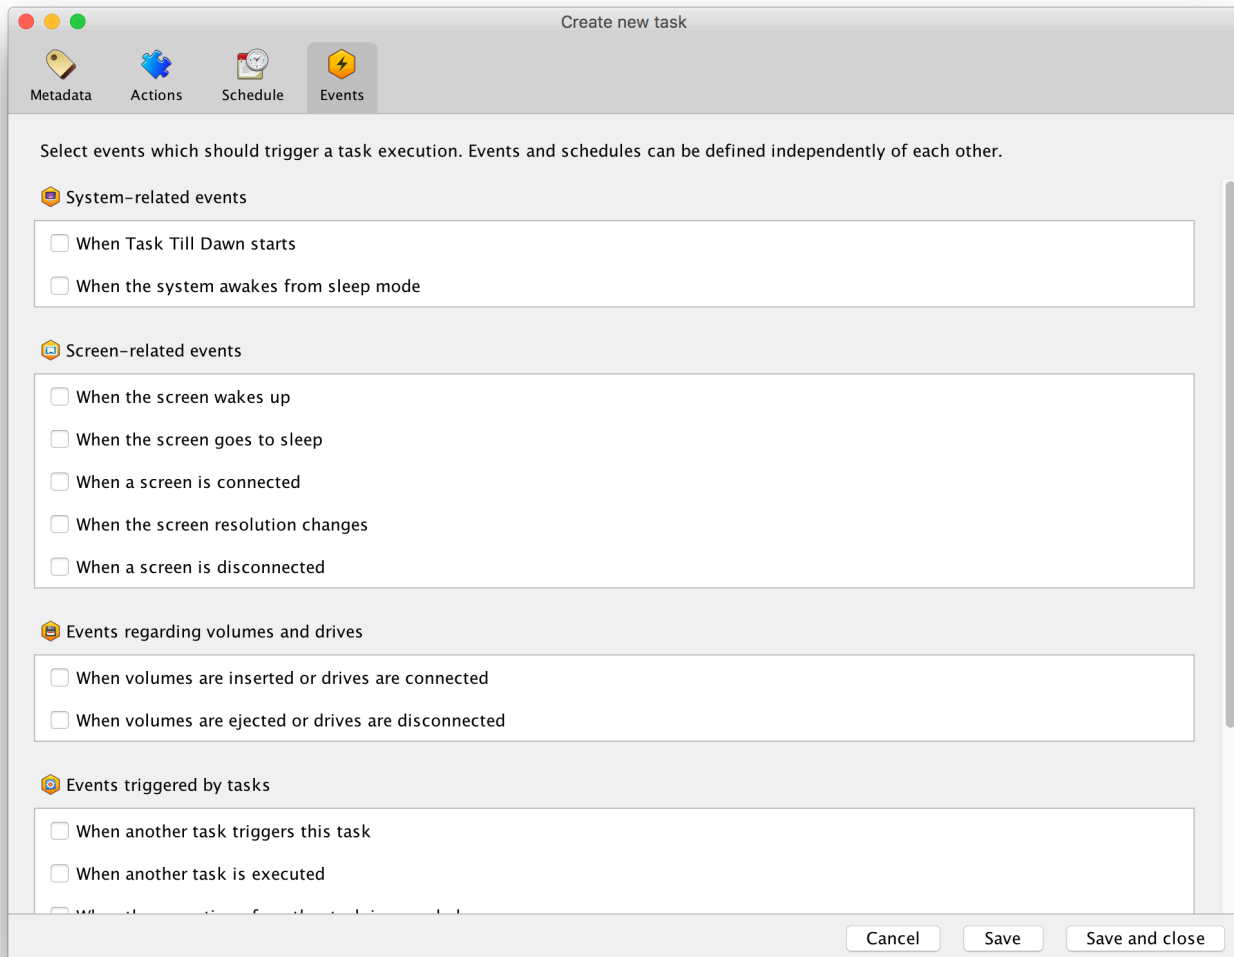 Create new task
Metadata
Actions
Schedule
Events
Select events which should trigger a task execution. Events and schedules can be defined independently of each other.
System-related events
When Task Till Dawn starts
When the system awakes from sleep mode
Screen-related events
When the screen wakes up
When the screen goes to sleep
When a screen is connected
When the screen resolution changes
When a screen is disconnected
Events regarding volumes and drives
When volumes are inserted or drives are connected
When volumes are ejected or drives are disconnected
Events triggered by tasks
When another task triggers this task
When another task is executed
Cancel
Save
Save and close